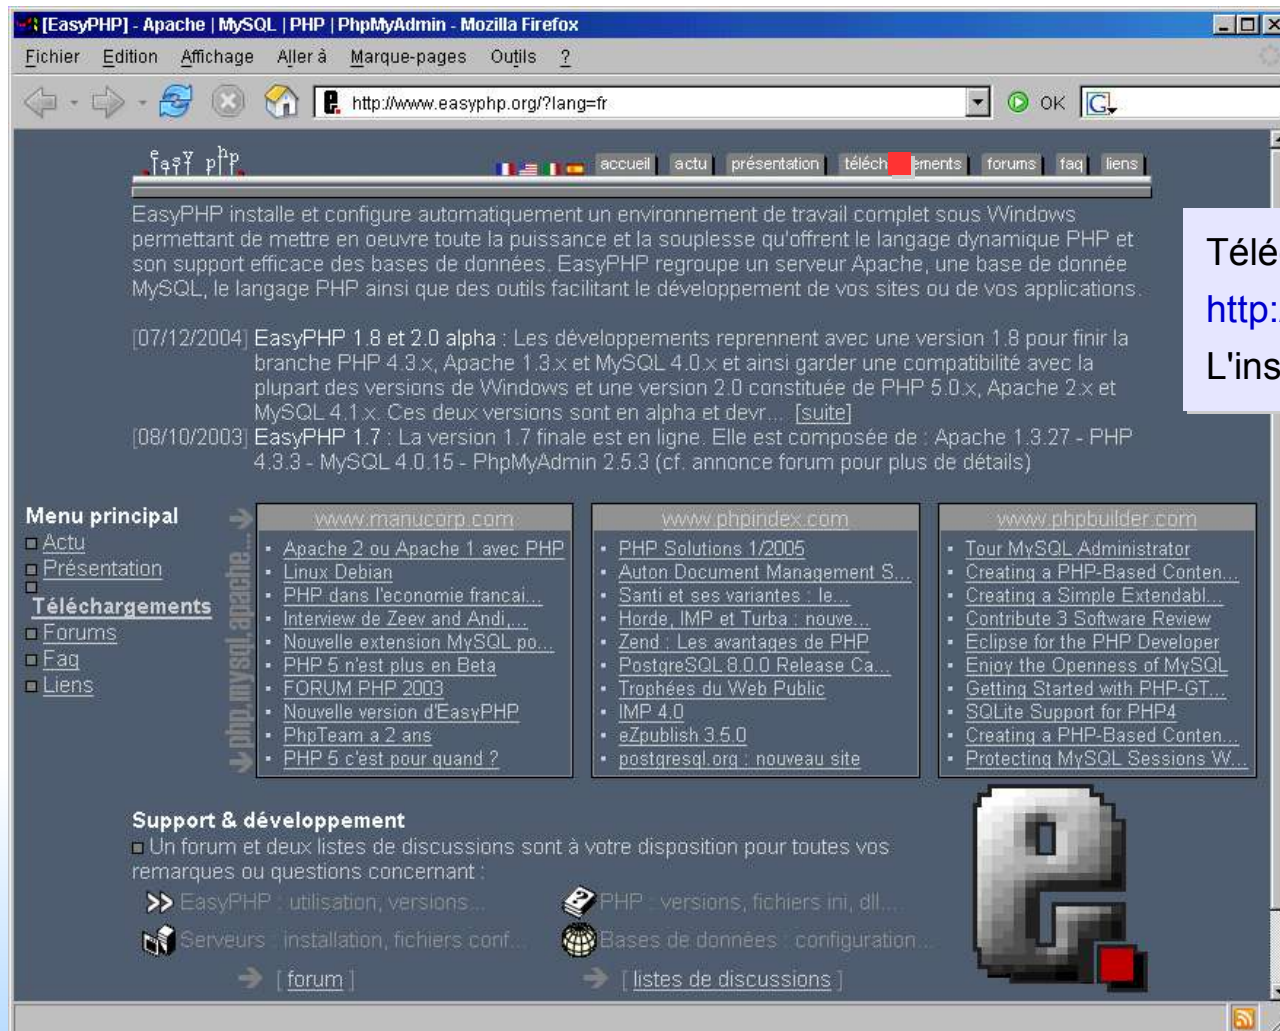 [EasyPHP] - Apache | MySQL | PHP | PhpMyAdmin - Mozilla Firefox
Fichier Edition Affichage Aller à Marque-pages Outils ?
http://www.easyphp.org/?lang=fr OK
easy php
accueil actu présentation forums faq liens
EasyPHP installe et configure automatiquement un environnement de travail complet sous Windows
permettant de mettre en oeuvre toute la puissance et la souplesse qu'offrent le langage dynamique PHP et
son support efficace des bases de données. EasyPHP regroupe un serveur Apache, une base de donnée
MySQL, le langage PHP ainsi que des outils facilitant le développement de vos sites ou de vos applications.
Télé
http:
L'ins
[07/12/2004] EasyPHP 1.8 et 2.0 alpha : Les développements reprennent avec une version 1.8 pour finir la
branche PHP 4.3.x, Apache 1.3.x et MySQL 4.0.x et ainsi garder une compatibilité avec la
plupart des versions de Windows et une version 2.0 constituée de PHP 5.0.x, Apache 2.x et
MySQL 4.1.x. Ces deux versions sont en alpha et devr... [suite]
[08/10/2003] EasyPHP 1.7 : La version 1.7 finale est en ligne. Elle est composée de : Apache 1.3.27 - PHP
4.3.3 - MySQL 4.0.15 - PhpMyAdmin 2.5.3 (cf. annonce forum pour plus de détails)
Menu principal
Actu
Présentation
Téléchargements
Forums
Faq
Liens
php.mysql.apache...
www.manucorp.com
Apache 2 ou Apache 1 avec PHP
Linux Debian
PHP dans l'economie francai...
Interview de Zeev and Andi,...
Nouvelle extension MySQL po...
PHP 5 n'est plus en Beta
FORUM PHP 2003
Nouvelle version d'EasyPHP
PhpTeam a 2 ans
PHP 5 c'est pour quand ?
www.phpindex.com
PHP Solutions 1/2005
Auton Document Management S...
Santi et ses variantes : le...
Horde, IMP et Turba : nouve...
Zend : Les avantages de PHP
PostgreSQL 8.0.0 Release Ca...
Trophées du Web Public
IMP 4.0
eZpublish 3.5.0
postgresql.org : nouveau site
www.phpbuilder.com
Tour MySQL Administrator
Creating a PHP-Based Conten...
Creating a Simple Extendabl...
Contribute 3 Software Review
Eclipse for the PHP Developer
Enjoy the Openness of MySQL
Getting Started with PHP-GT...
SQLite Support for PHP4
Creating a PHP-Based Conten...
Protecting MySQL Sessions W...
Support & développement
Un forum et deux listes de discussions sont à votre disposition pour toutes vos
remarques ou questions concernant :
EasyPHP : utilisation, versions...
PHP : versions, fichiers ini, dll....
Serveurs : installation, fichiers conf...
Bases de données : configuration...
[ forum ]
[ listes de discussions ]